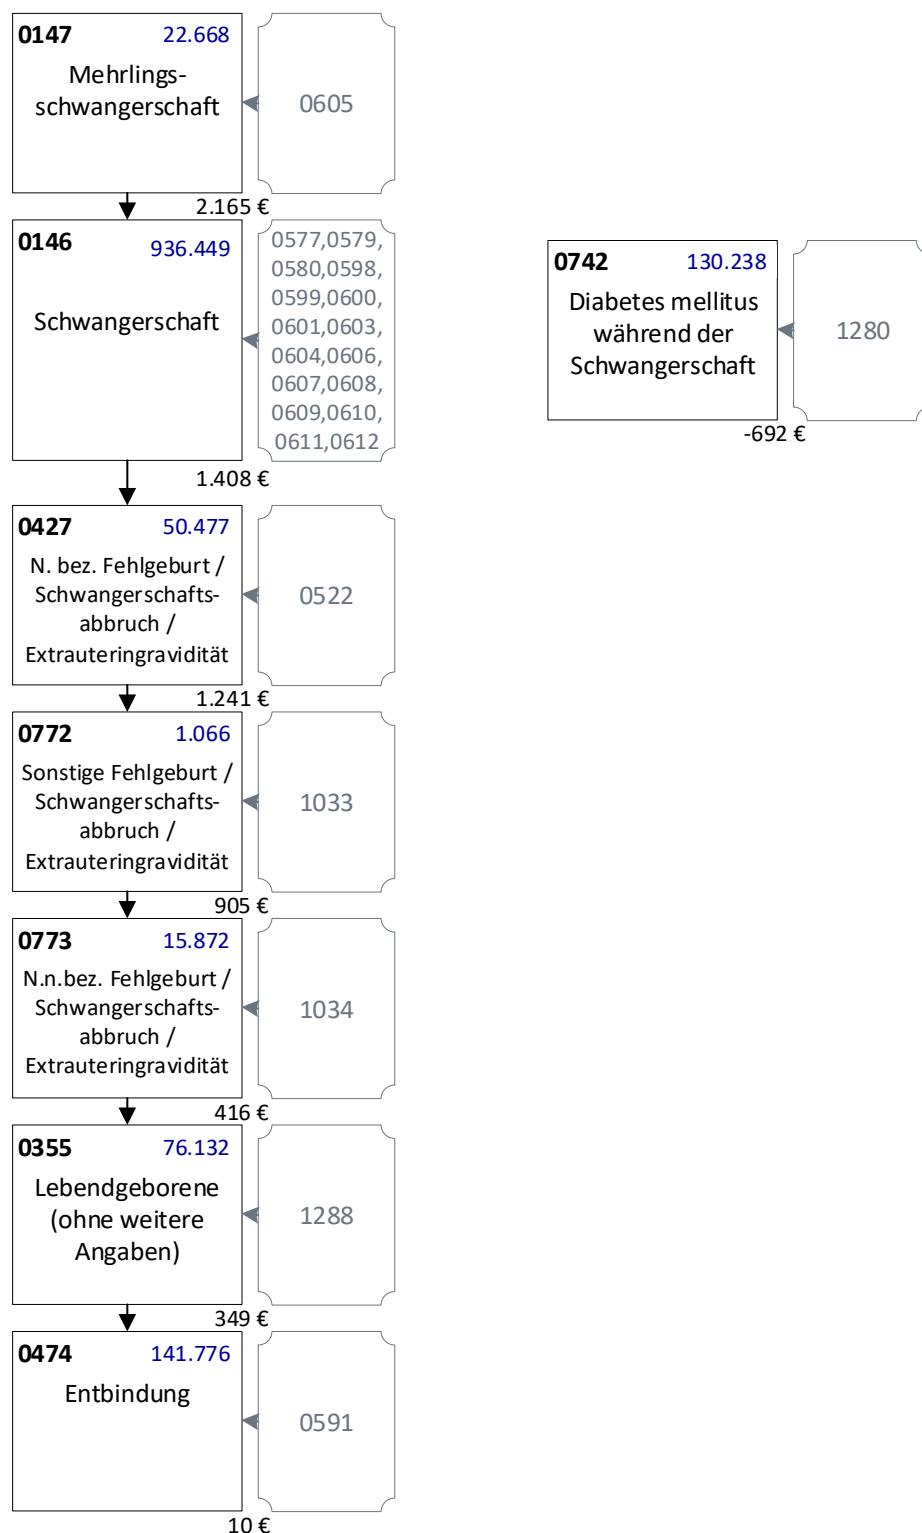 0147 22.668
Mehrlings-
schwangerschaft
0605
2.165 €
0146 936.449
Schwangerschaft
0577,0579,
0580,0598,
0599,0600,
0601,0603,
0604,0606,
0607,0608,
0609,0610,
0611,0612
1.408 €
0742 130.238
Diabetes mellitus
während der
Schwangerschaft
1280
-692 €
0427 50.477
N. bez. Fehlgeburt /
Schwangerschafts-
abbruch /
Extrauteringravidität
0522
1.241 €
0772 1.066
Sonstige Fehlgeburt /
Schwangerschafts-
abbruch /
Extrauteringravidität
1033
905 €
0773 15.872
N.n.bez. Fehlgeburt /
Schwangerschafts-
abbruch /
Extrauteringravidität
1034
416 €
0355 76.132
Lebendgeborene
(ohne weitere
Angaben)
1288
349 €
0474 141.776
Entbindung
0591
10 €